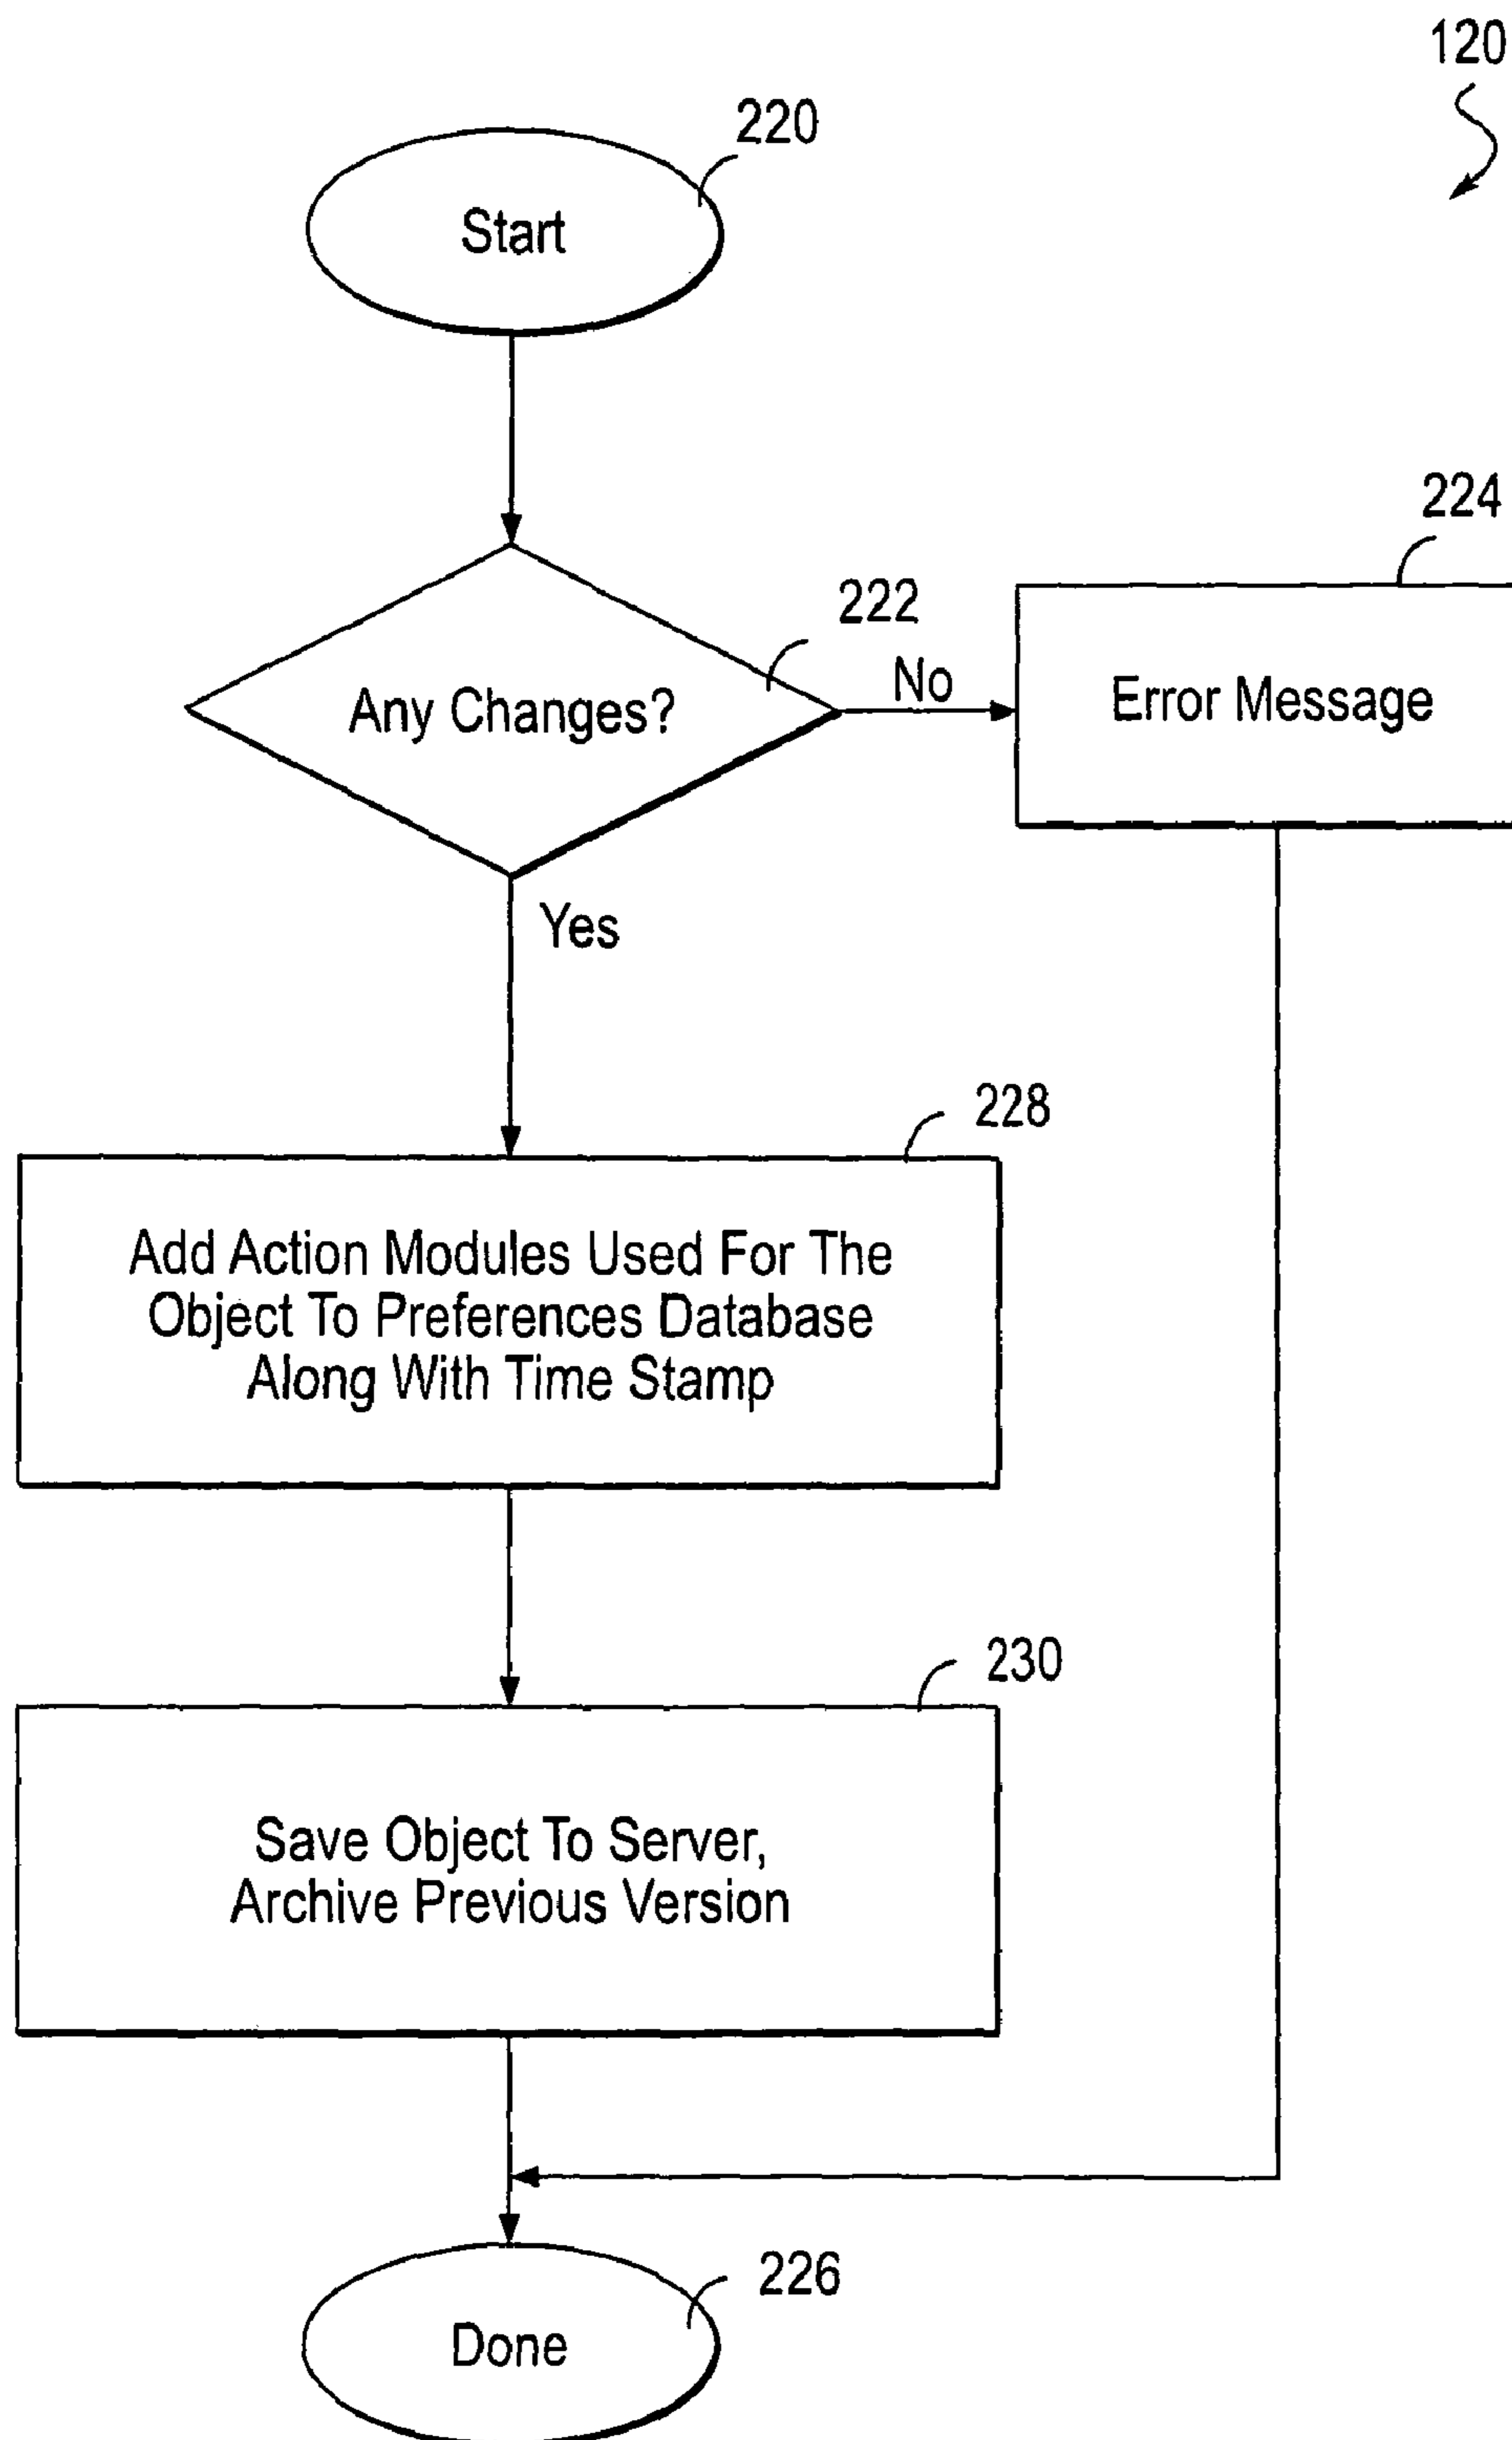 120
220
Start
224
222
No
Any Changes?
Error Message
Yes
228
Add Action Modules Used For The
Object To Preferences Database
Along With Time Stamp
230
Save Object To Server,
Archive Previous Version
226
Done